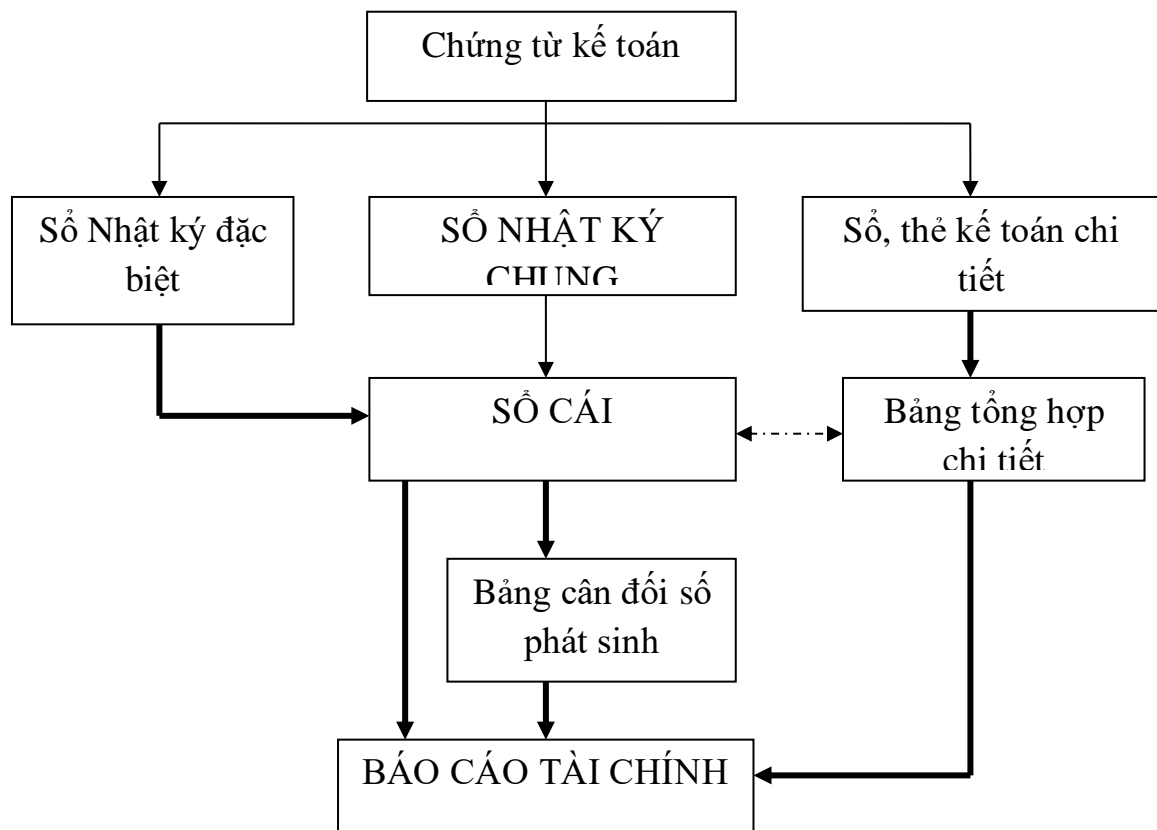 Chứng từ kế toán
Sổ Nhật ký đặc
biệt
SỔ NHẬT KÝ
CHUNG
Sổ, thẻ kế toán chi
tiết
SỔ CÁI
Bảng tổng hợp
chi tiết
Bảng cân đối số
phát sinh
BÁO CÁO TÀI CHÍNH